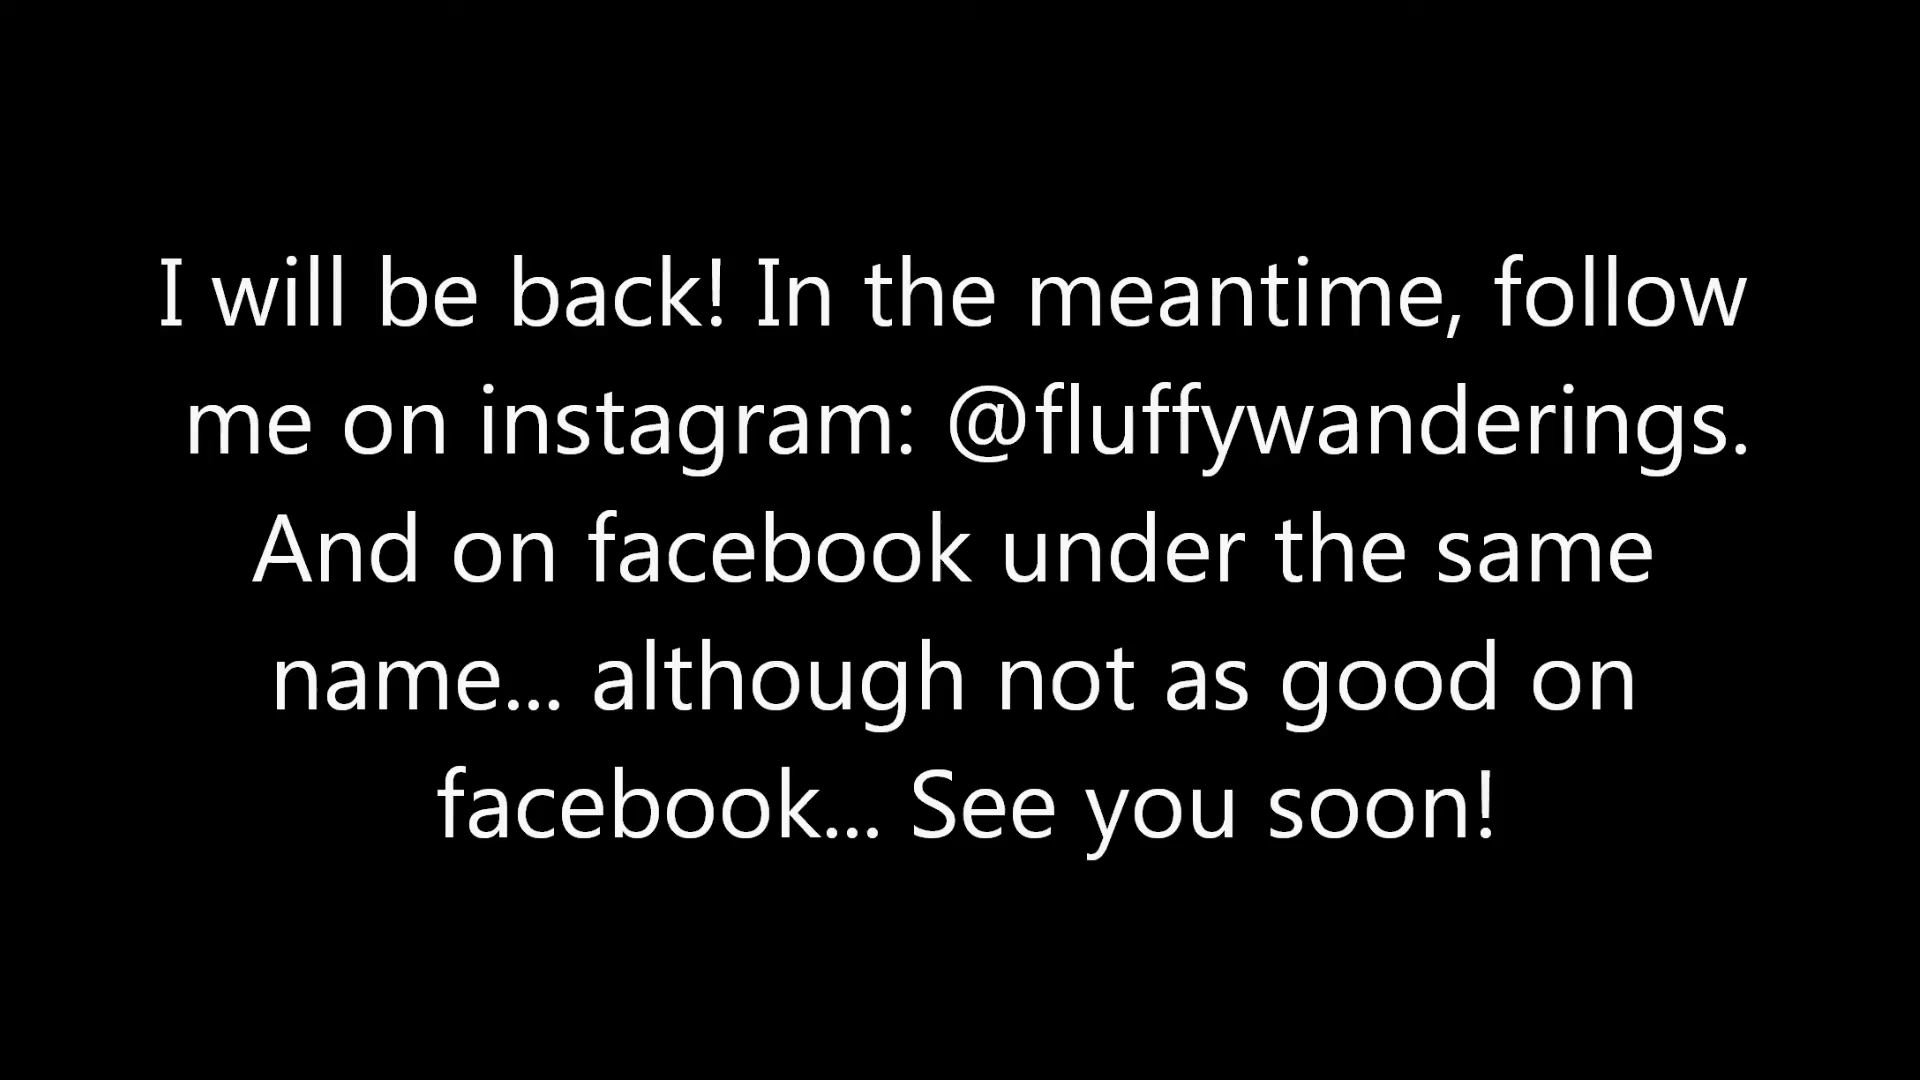 I will be back! In the meantime, follow
me on instagram: @fluffywanderings.
And on facebook under the same
name... although not as good on
facebook... See you soon!